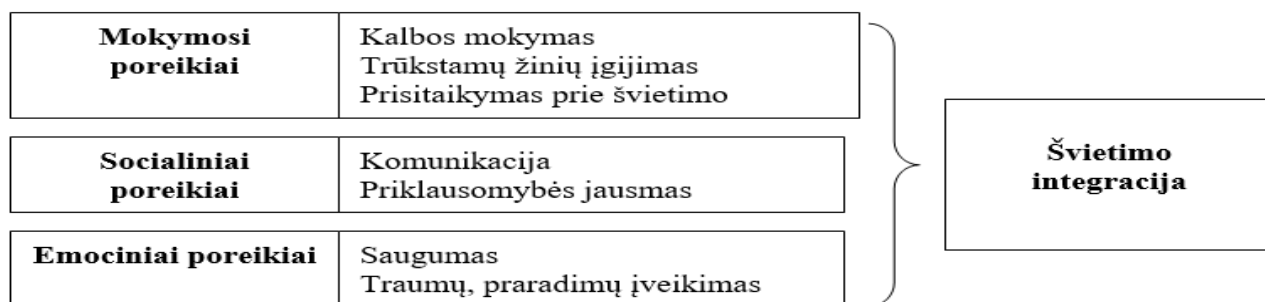 Mokymosi
poreikiai
Kalbos mokymas
Trūkstamų žinių įgijimas
Prisitaikymas prie švietimo
Socialiniai
poreikiai
Komunikacija
Priklausomybės jausmas
Emociniai poreikiai
Saugumas
Traumų, praradimų įveikimas
Švietimo
integracija